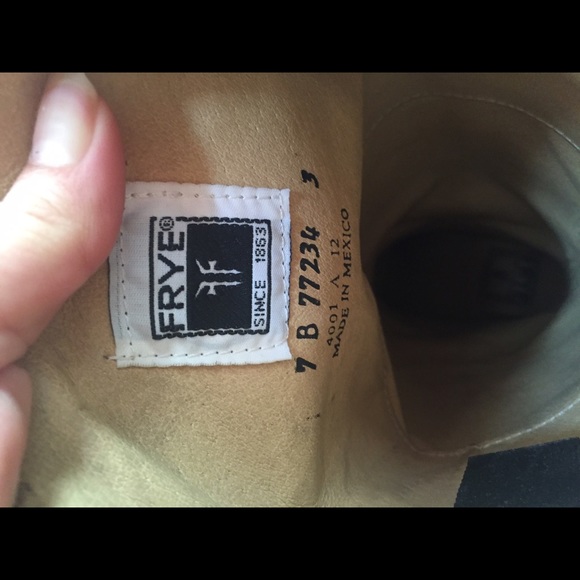 FRYE®
SINCE 1863
7 B 77234 3
4001 A 12
MADE IN MEXICO